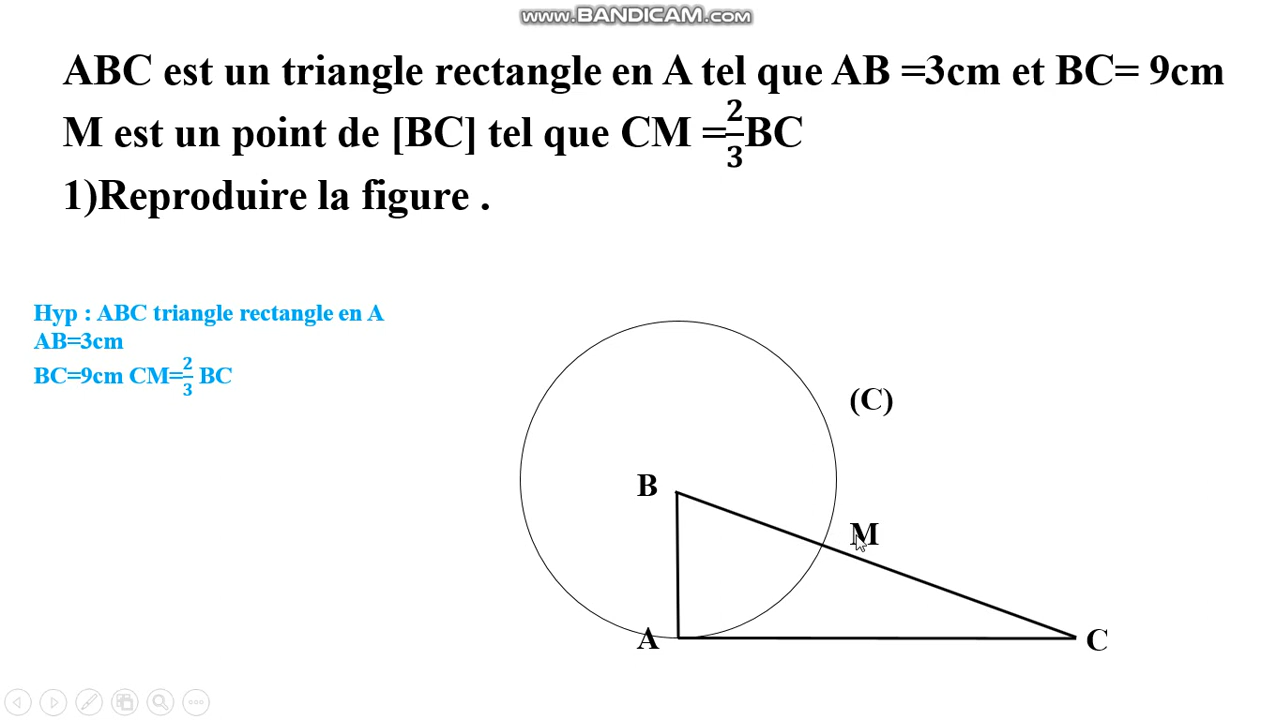 www.BANDICAM.com
ABC est un triangle rectangle en A tel que AB =3cm et BC= 9cm
M est un point de [BC] tel que CM =2/3BC
1)Reproduire la figure .
Hyp : ABC triangle rectangle en A
AB=3cm
BC=9cm CM=2/3 BC
(C)
B
M
A
C